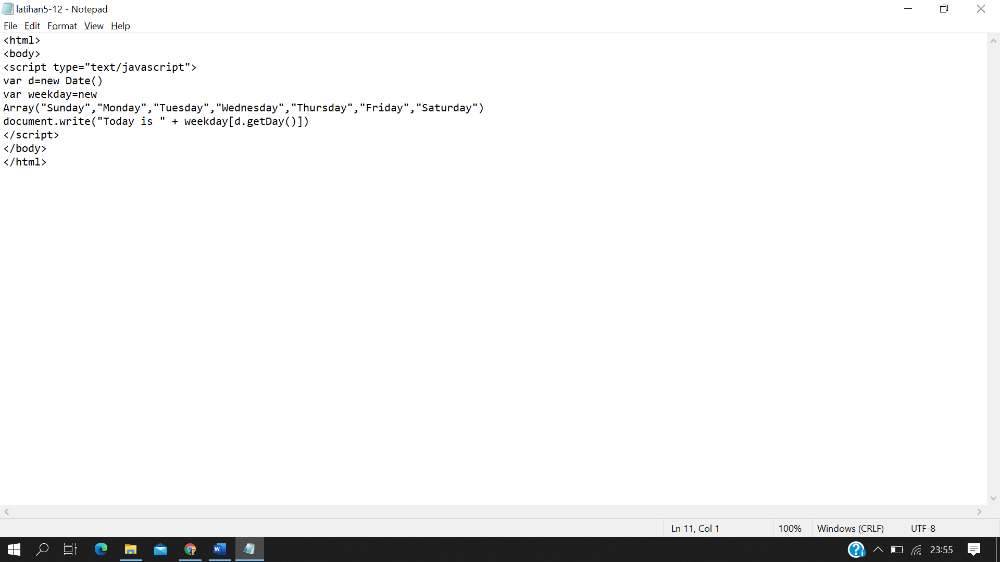 latihan5-12 - Notepad
File Edit Format View Help
<html>
<body>
<script type="text/javascript">
var d=new Date()
var weekday=new
Array("Sunday","Monday","Tuesday","Wednesday","Thursday","Friday","Saturday")
document.write("Today is " + weekday[d.getDay()])
</script>
</body>
</html>
Ln 11, Col 1 100% Windows (CRLF) UTF-8
23:55